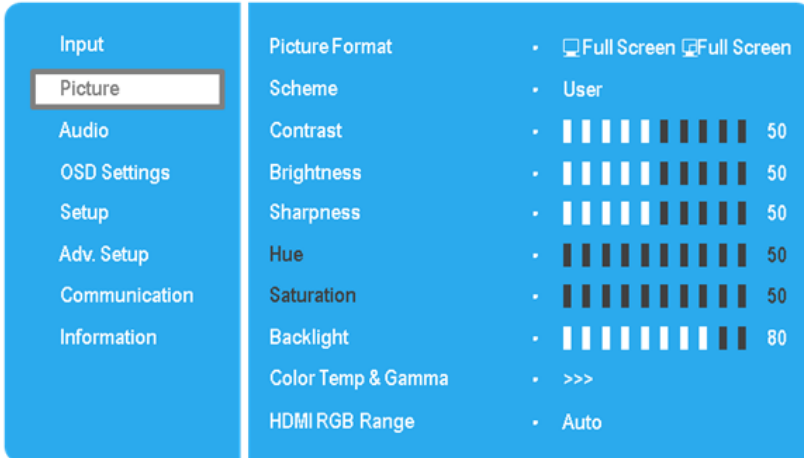 Input
Picture
Audio
OSD Settings
Setup
Adv. Setup
Communication
Information
Picture Format • Full Screen Full Screen
Scheme • User
Contrast • 50
Brightness • 50
Sharpness • 50
Hue • 50
Saturation • 50
Backlight • 80
Color Temp & Gamma • >>>
HDMI RGB Range • Auto